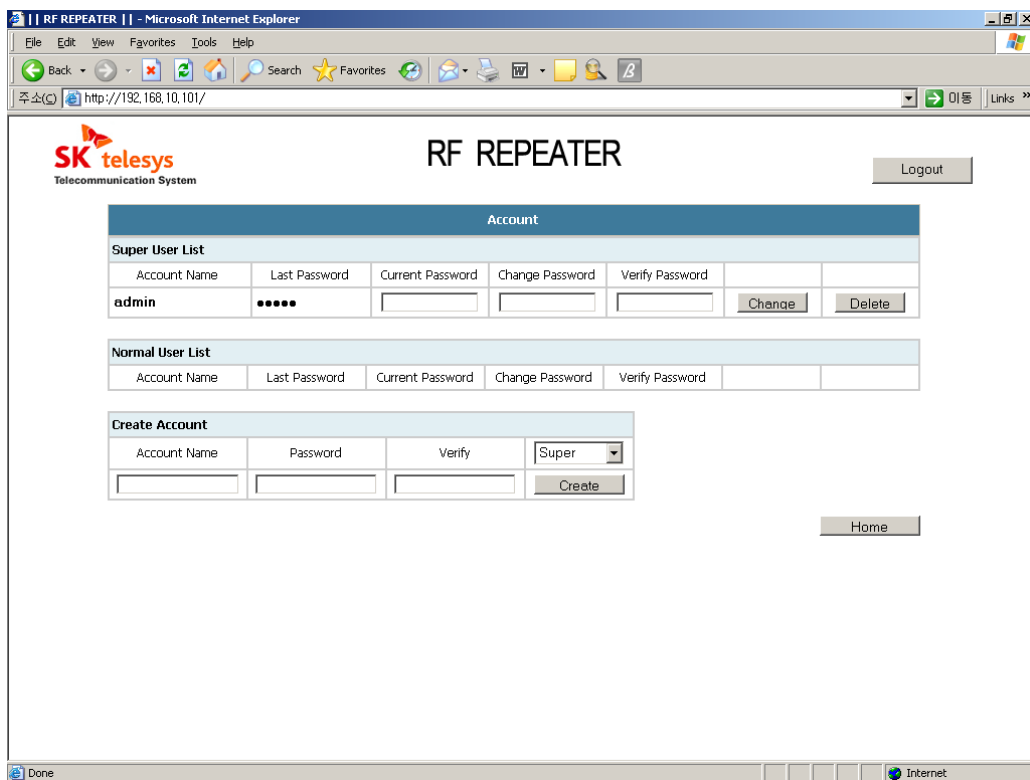 || RF REPEATER || - Microsoft Internet Explorer
File Edit View Favorites Tools Help
Back Search Favorites
주소(C) http://192.168.10.101/ 이동 Links »
SK telesys
Telecommunication System
RF REPEATER
Logout
Account
Super User List
Account Name Last Password Current Password Change Password Verify Password
admin ●●●●● Change Delete
Normal User List
Account Name Last Password Current Password Change Password Verify Password
Create Account
Account Name Password Verify Super
Create
Home
Done Internet